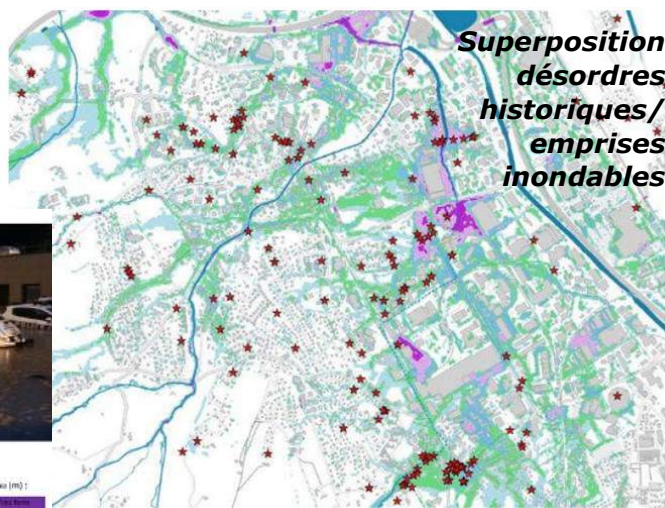 Superposition
désordres
historiques/
emprises
inondables
(m) :